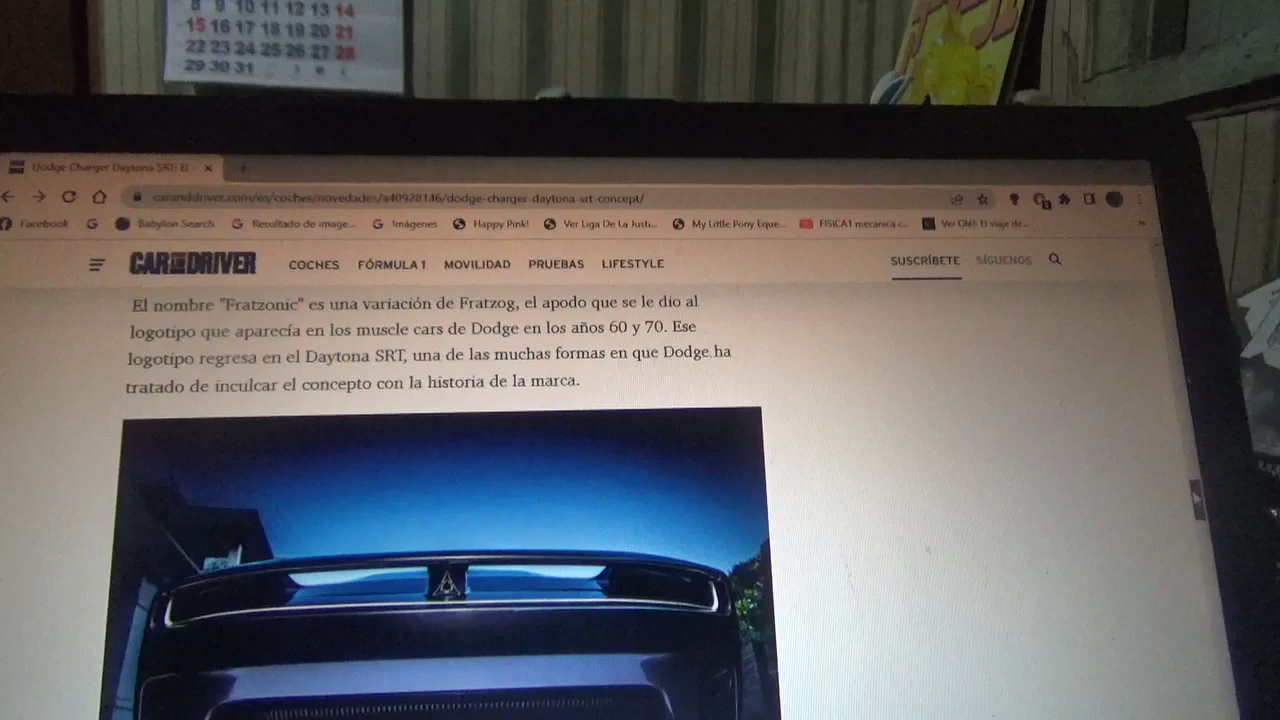 8 9 10 11 12 13 14
15 16 17 18 19 20 21
22 23 24 25 26 27 28
29 30 31
Dodge Charger Daytona SRT: El
caranddriver.com/es/coches/novedades/a40928146/dodge-charger-daytona-srt-concept/
Facebook Babylon Search Resultado de image... Imágenes Happy Pink! Ver Liga De La Justi... My Little Pony Eque... FISICA1 mecanica c... Ver Olé! El viaje de... »
CAR AND DRIVER COCHES FÓRMULA 1 MOVILIDAD PRUEBAS LIFESTYLE SUSCRÍBETE SÍGUENOS
El nombre "Fratzonic" es una variación de Fratzog, el apodo que se le dio al
logotipo que aparecía en los muscle cars de Dodge en los años 60 y 70. Ese
logotipo regresa en el Daytona SRT, una de las muchas formas en que Dodge ha
tratado de inculcar el concepto con la historia de la marca.